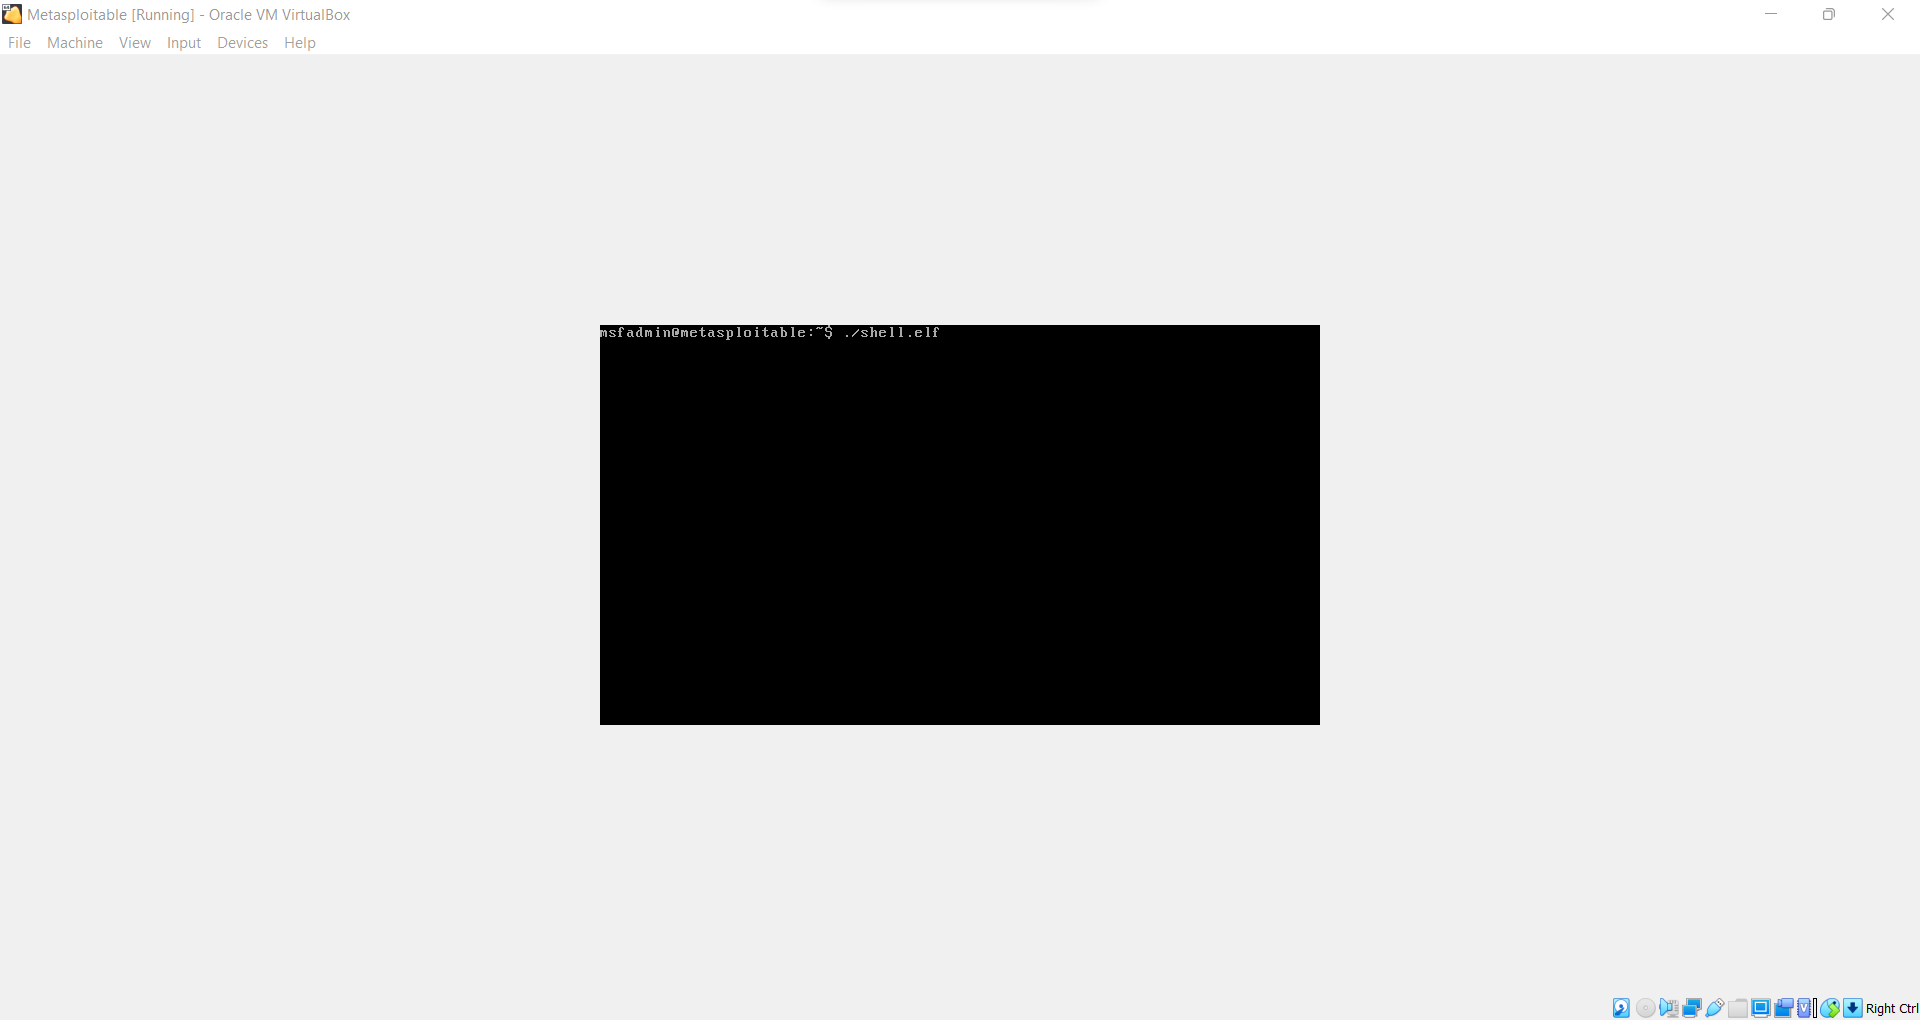 Metasploitable [Running] - Oracle VM VirtualBox
File Machine View Input Devices Help
msfadmin@metasploitable:~$ ./shell.elf
Right Ctrl